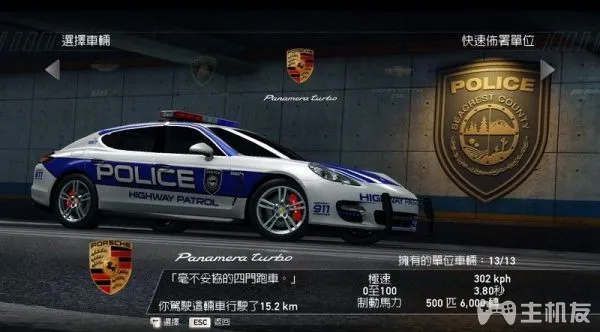 選擇車輛
快速佈署單位
Panamera turbo
POLICE
SEACREST COUNTY
POLICE
HIGHWAY PATROL
911
HIGHWAY PATROL
911
PORSCHE
Panamera turbo
擁有的單位車輛：13/13
「毫不妥協的四門跑車。」
極速 302 kph
0至100 3.80秒
你駕駛這輛車行駛了15.2 km
制動馬力 500 匹 6,000 轉
選擇 ESC 返回
主机友